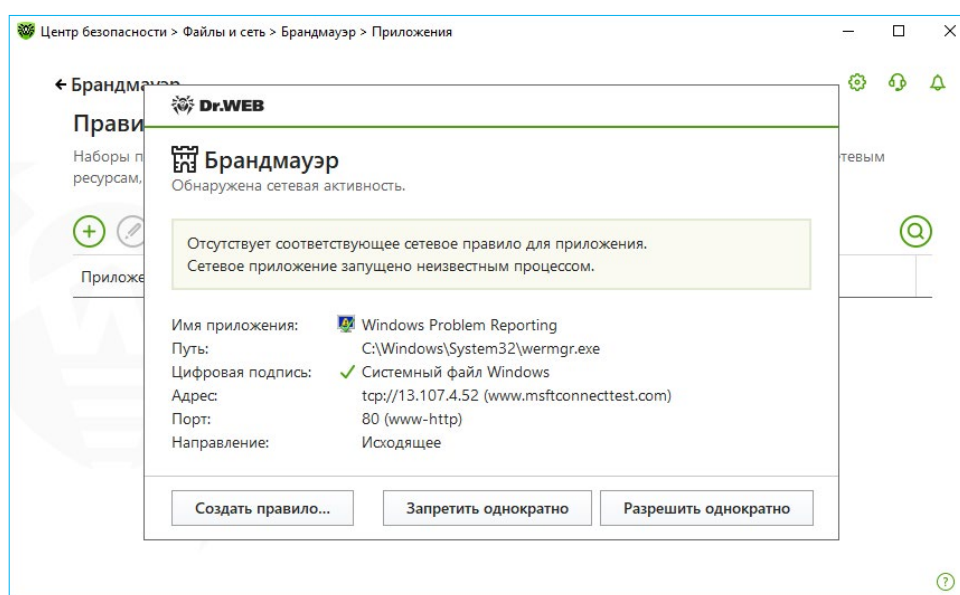 Центр безопасности > Файлы и сеть > Брандмауэр > Приложения
Dr.WEB
Брандмауэр
Обнаружена сетевая активность.
Наборы
ресурсам,
Отсутствует соответствующее сетевое правило для приложения.
Сетевое приложение запущено неизвестным процессом.
Имя приложения: Windows Problem Reporting
Путь: C:\Windows\System32\wermgr.exe
Цифровая подпись: Системный файл Windows
Адрес: tcp://13.107.4.52 (www.msftconnecttest.com)
Порт: 80 (www-http)
Направление: Исходящее
Создать правило... Запретить однократно Разрешить однократно